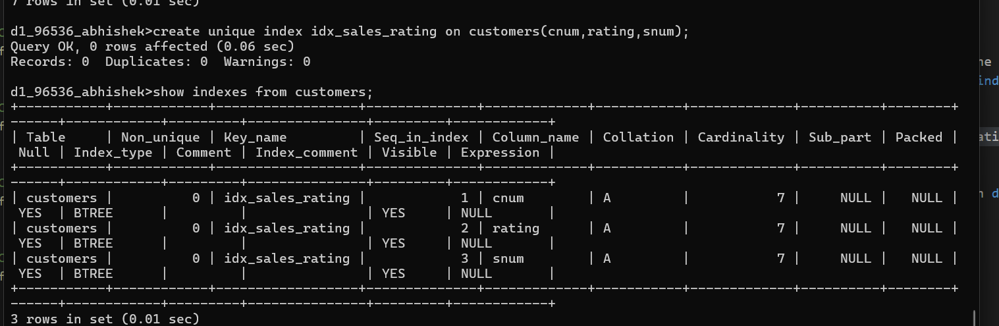 7 rows in set (0.01 sec)
d1_96536_abhishek>create unique index idx_sales_rating on customers(cnum,rating,snum);
Query OK, 0 rows affected (0.06 sec)
Records: 0  Duplicates: 0  Warnings: 0
d1_96536_abhishek>show indexes from customers;
+-----------+------------+------------------+--------------+-------------+-----------+-------------+----------+--------+
------+------------+---------+---------------+---------+------------+
| Table     | Non_unique | Key_name         | Seq_in_index | Column_name | Collation | Cardinality | Sub_part | Packed |
 Null | Index_type | Comment | Index_comment | Visible | Expression |
+-----------+------------+------------------+--------------+-------------+-----------+-------------+----------+--------+
------+------------+---------+---------------+---------+------------+
| customers |          0 | idx_sales_rating |            1 | cnum        | A         |           7 |     NULL |   NULL |
 YES  | BTREE      |         |               | YES     | NULL       |
| customers |          0 | idx_sales_rating |            2 | rating      | A         |           7 |     NULL |   NULL |
 YES  | BTREE      |         |               | YES     | NULL       |
| customers |          0 | idx_sales_rating |            3 | snum        | A         |           7 |     NULL |   NULL |
 YES  | BTREE      |         |               | YES     | NULL       |
+-----------+------------+------------------+--------------+-------------+-----------+-------------+----------+--------+
------+------------+---------+---------------+---------+------------+
3 rows in set (0.01 sec)